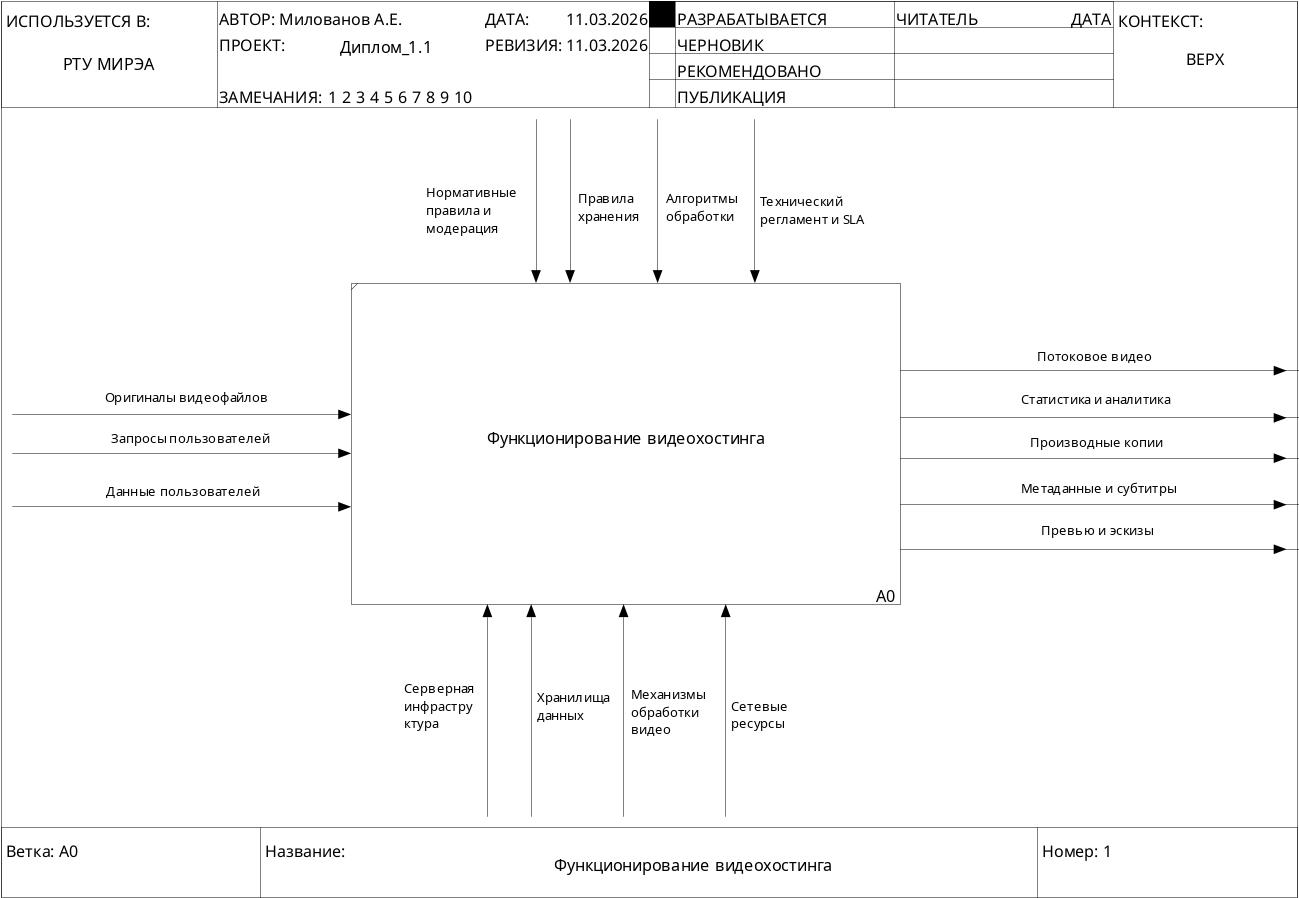 ИСПОЛЬЗУЕТСЯ В:
РТУ МИРЭА
АВТОР: Милованов А.Е.
ДАТА: 11.03.2026
ПРОЕКТ: Диплом_1.1
РЕВИЗИЯ: 11.03.2026
ЗАМЕЧАНИЯ: 1 2 3 4 5 6 7 8 9 10
РАЗРАБАТЫВАЕТСЯ
ЧЕРНОВИК
РЕКОМЕНДОВАНО
ПУБЛИКАЦИЯ
ЧИТАТЕЛЬ ДАТА
КОНТЕКСТ:
ВЕРХ
Нормативные
правила и
модерация
Правила
хранения
Алгоритмы
обработки
Технический
регламент и SLA
Оригиналы видеофайлов
Запросы пользователей
Данные пользователей
Функционирование видеохостинга
A0
Потоковое видео
Статистика и аналитика
Производные копии
Метаданные и субтитры
Превью и эскизы
Серверная
инфрастру
ктура
Хранилища
данных
Механизмы
обработки
видео
Сетевые
ресурсы
Ветка: A0
Название:
Функционирование видеохостинга
Номер: 1